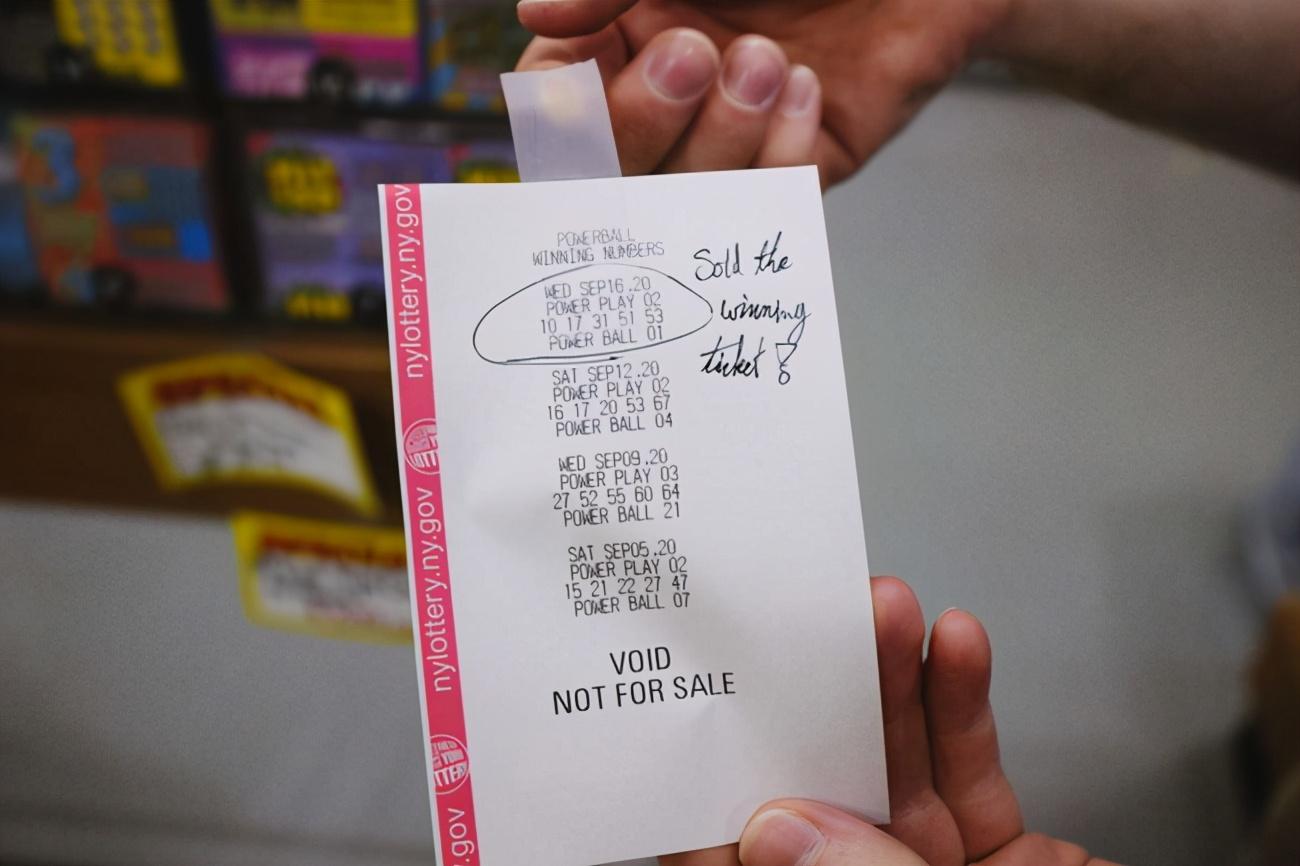 POWERBALL
WINNING NUMBERS
WED SEP16.20
POWER PLAY 02
10 17 31 51 53
POWER BALL 01
Sold the
winning
ticket!
SAT SEP12.20
POWER PLAY 02
16 17 20 53 67
POWER BALL 04
WED SEP09.20
POWER PLAY 03
27 52 55 60 64
POWER BALL 21
SAT SEP05.20
POWER PLAY 02
15 21 22 27 47
POWER BALL 07
VOID
NOT FOR SALE
nylottery.ny.gov
nylottery.ny.gov
.gov